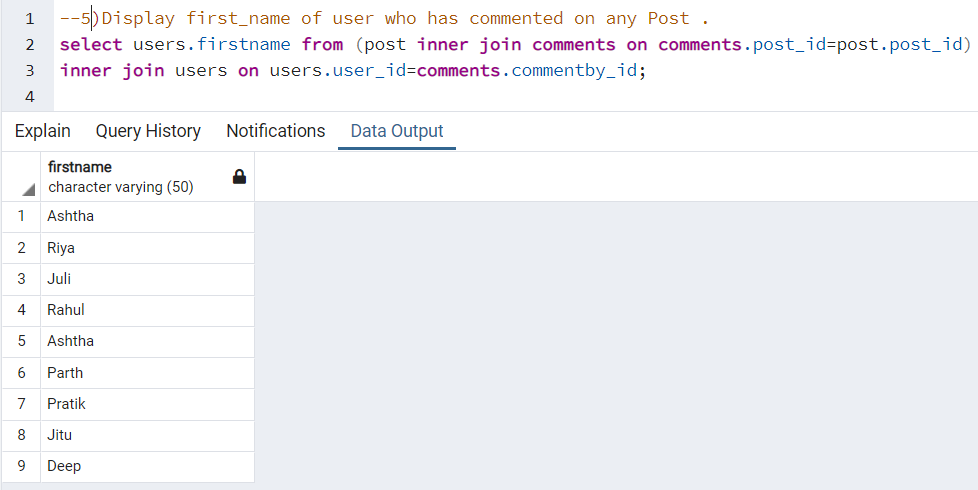 1 --5)Display first_name of user who has commented on any Post .
2 select users.firstname from (post inner join comments on comments.post_id=post.post_id)
3 inner join users on users.user_id=comments.commentby_id;
4
Explain Query History Notifications Data Output
firstname
character varying (50)
1 Ashtha
2 Riya
3 Juli
4 Rahul
5 Ashtha
6 Parth
7 Pratik
8 Jitu
9 Deep